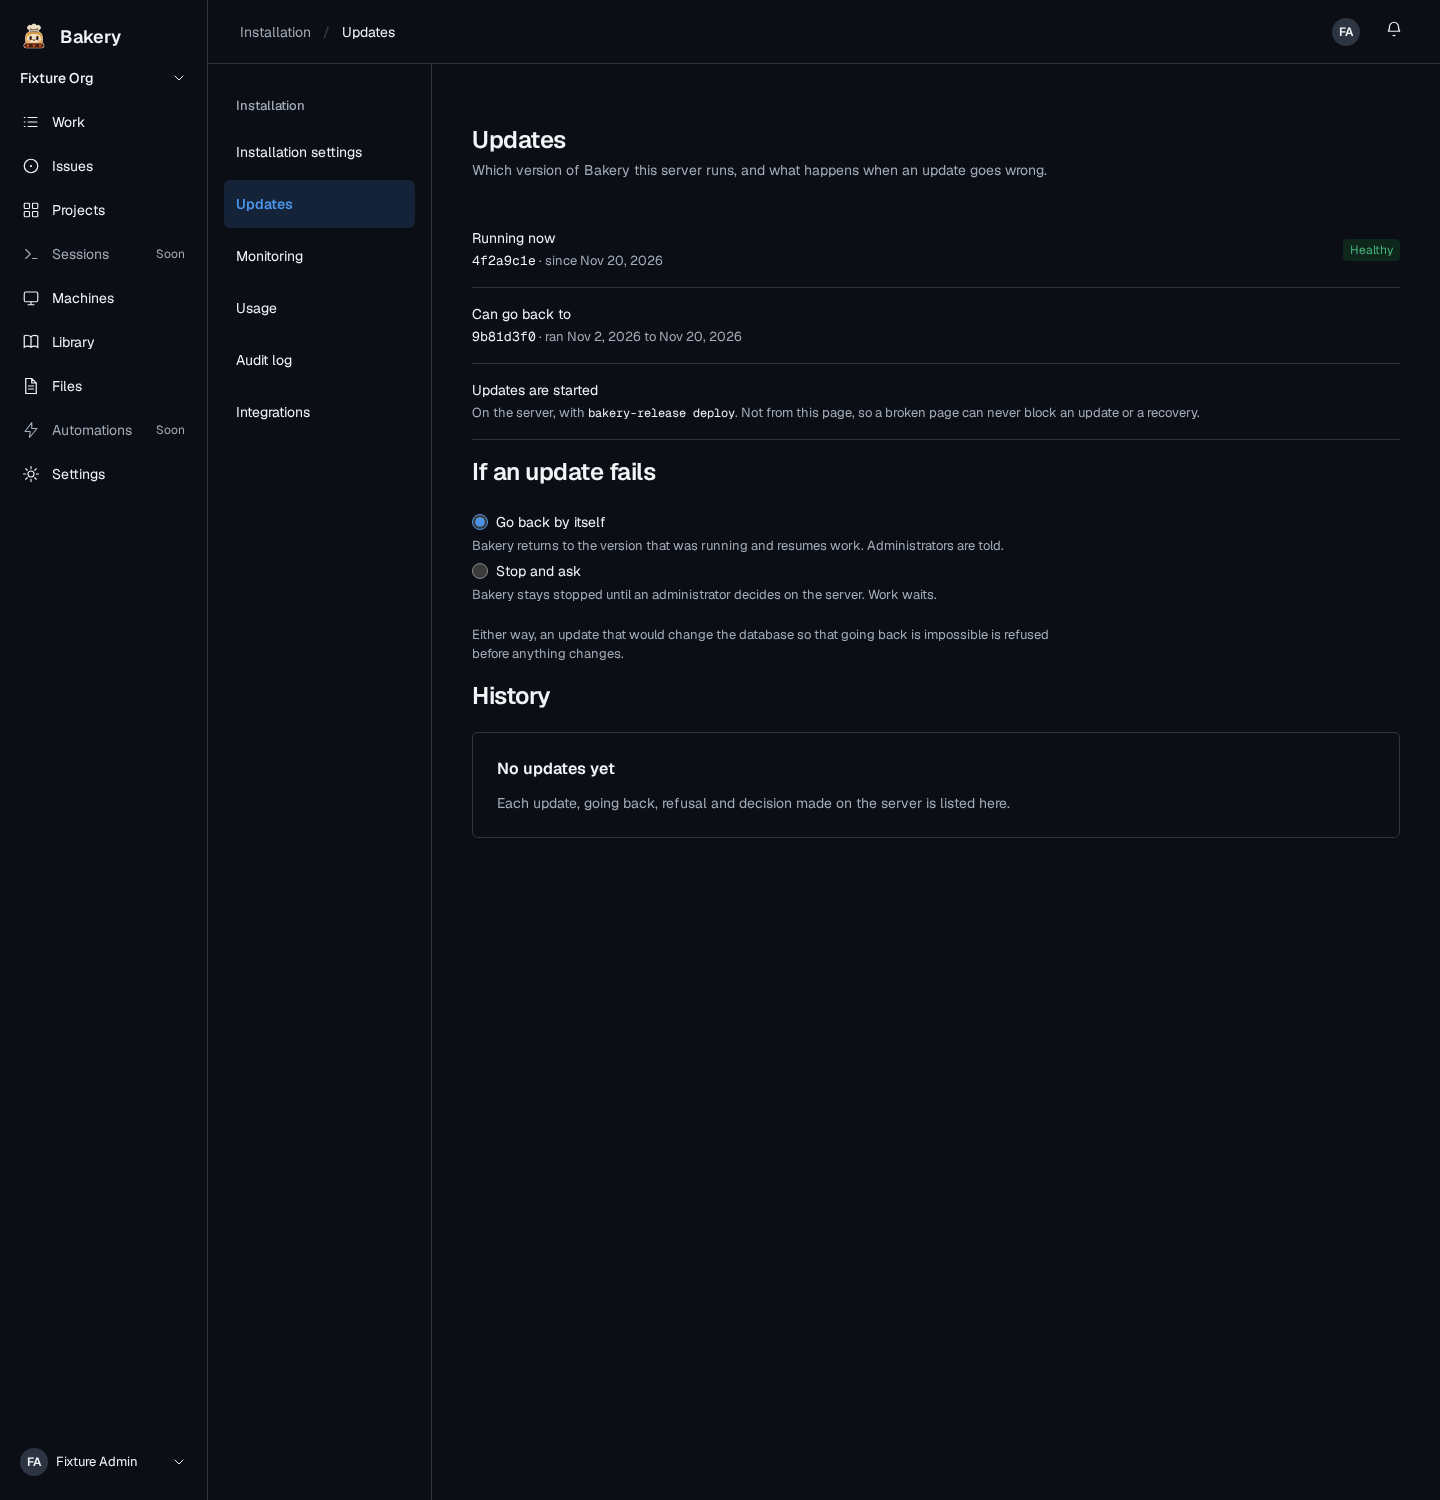 Bakery
Fixture Org
Work
Issues
Projects
Sessions Soon
Machines
Library
Files
Automations Soon
Settings
FA Fixture Admin
Installation / Updates
FA
Installation
Installation settings
Updates
Monitoring
Usage
Audit log
Integrations
Updates
Which version of Bakery this server runs, and what happens when an update goes wrong.
Running now
4f2a9c1e · since Nov 20, 2026
Healthy
Can go back to
9b81d3f0 · ran Nov 2, 2026 to Nov 20, 2026
Updates are started
On the server, with bakery-release deploy. Not from this page, so a broken page can never block an update or a recovery.
If an update fails
Go back by itself
Bakery returns to the version that was running and resumes work. Administrators are told.
Stop and ask
Bakery stays stopped until an administrator decides on the server. Work waits.
Either way, an update that would change the database so that going back is impossible is refused
before anything changes.
History
No updates yet
Each update, going back, refusal and decision made on the server is listed here.